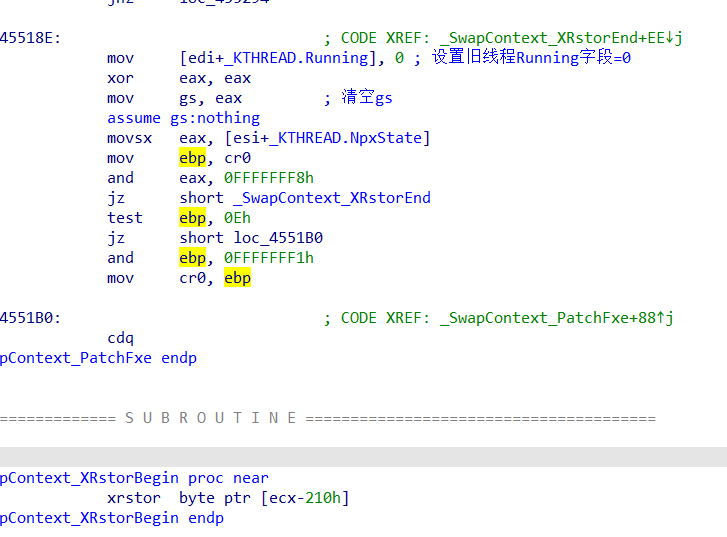 45518E: ; CODE XREF: _SwapContext_XRstorEnd+EE↓j
mov [edi+_KTHREAD.Running], 0 ; 设置旧线程Running字段=0
xor eax, eax
mov gs, eax ; 清空gs
assume gs:nothing
movsx eax, [esi+_KTHREAD.NpxState]
mov ebp, cr0
and eax, 0FFFFFFF8h
jz short _SwapContext_XRstorEnd
test ebp, 0Eh
jz short loc_4551B0
and ebp, 0FFFFFFF1h
mov cr0, ebp
4551B0: ; CODE XREF: _SwapContext_PatchFxe+88↑j
cdq
pContext_PatchFxe endp
============= S U B R O U T I N E =======================================
pContext_XRstorBegin proc near
xrstor byte ptr [ecx-210h]
pContext_XRstorBegin endp